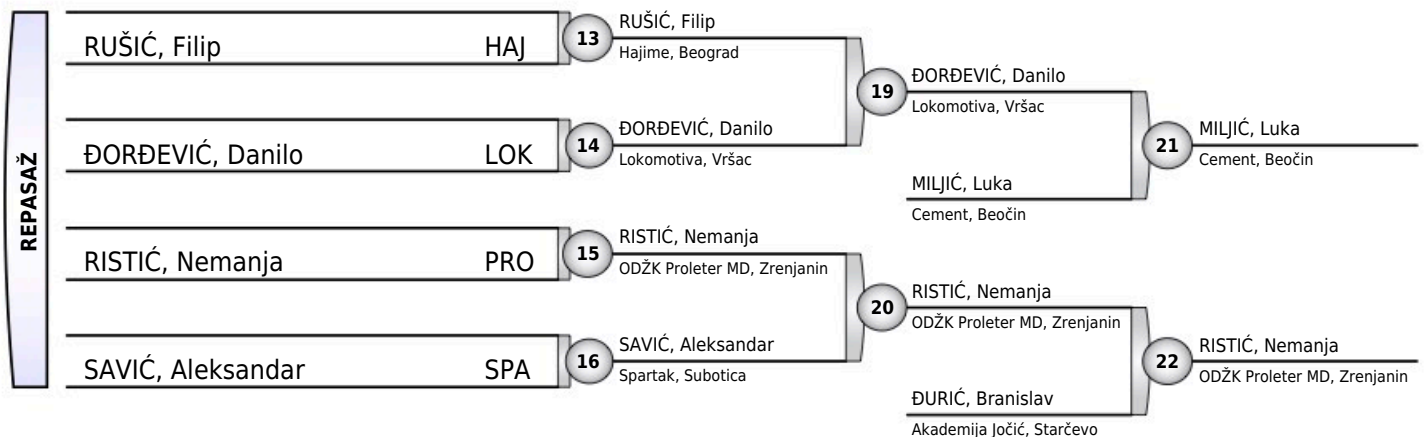 REPASAŽ
RUŠIĆ, Filip HAJ
13
RUŠIĆ, Filip
Hajime, Beograd
ĐORĐEVIĆ, Danilo LOK
14
ĐORĐEVIĆ, Danilo
Lokomotiva, Vršac
RISTIĆ, Nemanja PRO
15
RISTIĆ, Nemanja
ODŽK Proleter MD, Zrenjanin
SAVIĆ, Aleksandar SPA
16
SAVIĆ, Aleksandar
Spartak, Subotica
19
ĐORĐEVIĆ, Danilo
Lokomotiva, Vršac
MILJIĆ, Luka
Cement, Beočin
20
RISTIĆ, Nemanja
ODŽK Proleter MD, Zrenjanin
ĐURIĆ, Branislav
Akademija Jočić, Starčevo
21
MILJIĆ, Luka
Cement, Beočin
22
RISTIĆ, Nemanja
ODŽK Proleter MD, Zrenjanin